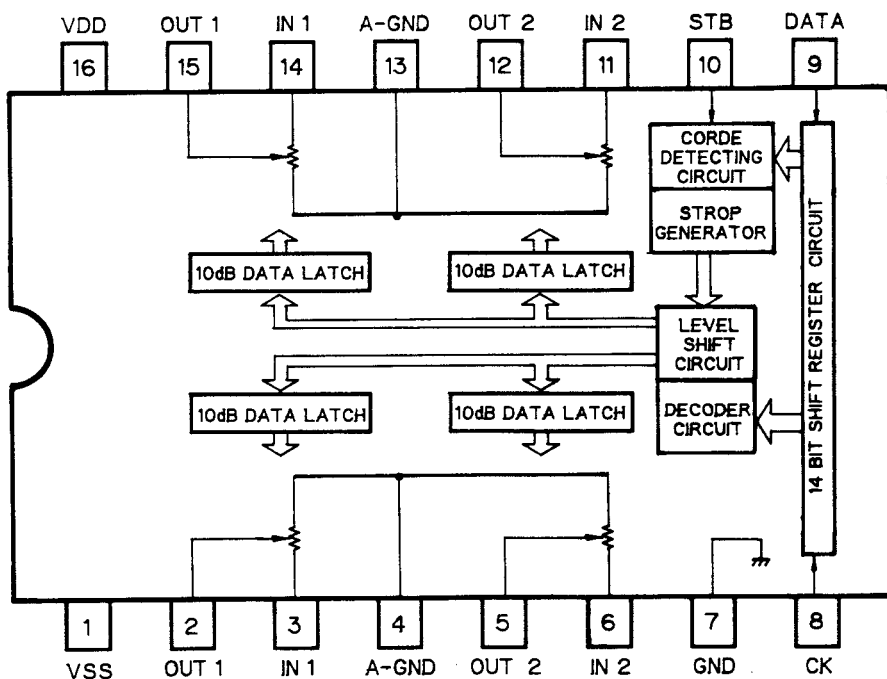 VDD OUT 1 IN 1 A-GND OUT 2 IN 2 STB DATA
16 15 14 13 12 11 10 9
CORDE
DETECTING
CIRCUIT
STROP
GENERATOR
10dB DATA LATCH 10dB DATA LATCH
LEVEL
SHIFT
CIRCUIT
10dB DATA LATCH 10dB DATA LATCH
DECODER
CIRCUIT
14 BIT SHIFT REGISTER CIRCUIT
1 2 3 4 5 6 7 8
VSS OUT 1 IN 1 A-GND OUT 2 IN 2 GND CK